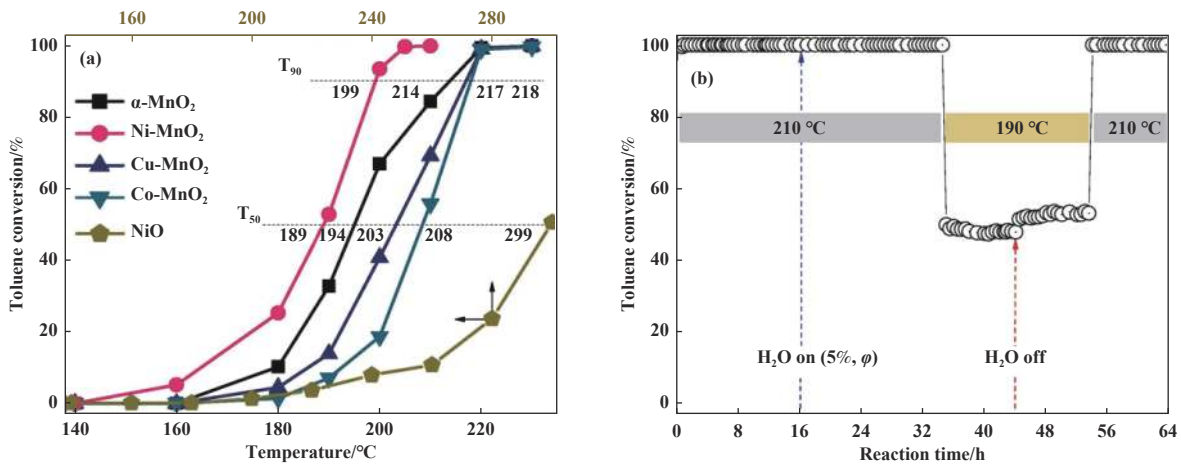 160 200 240 280
100
80
60
40
20
0
(a)
α-MnO₂
Ni-MnO₂
Cu-MnO₂
Co-MnO₂
NiO
T₉₀
199 214 217 218
T₅₀
189 194 203 208 299
140 160 180 200 220
Temperature/°C
Toluene conversion/%
100
80
60
40
20
0
(b)
210 °C 190 °C 210 °C
H₂O on (5%, φ) H₂O off
0 8 16 24 32 40 48 56 64
Reaction time/h
Toluene conversion/%